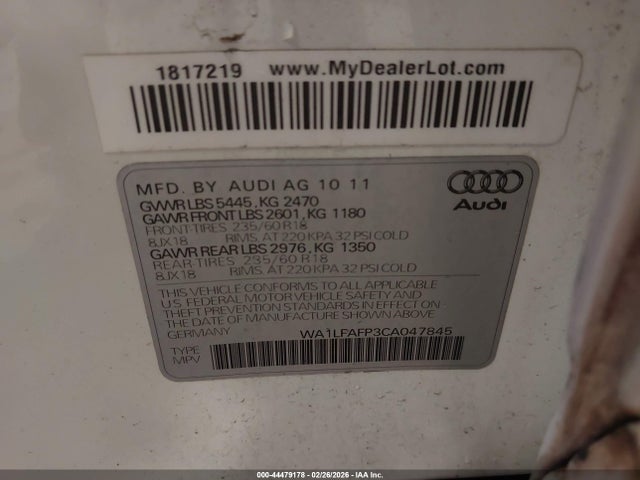 1817219 www.MyDealerLot.com
MFD. BY AUDI AG 10 11
GVWR LBS 5445, KG 2470
GAWR FRONT LBS 2601, KG 1180
FRONT-TIRES 235/60 R18
8JX18 RIMS, AT 220 KPA 32 PSI COLD
GAWR REAR LBS 2976, KG 1350
REAR-TIRES 235/60 R18
8JX18 RIMS, AT 220 KPA 32 PSI COLD
THIS VEHICLE CONFORMS TO ALL APPLICABLE
U.S. FEDERAL MOTOR VEHICLE SAFETY AND
THEFT PREVENTION STANDARDS IN EFFECT ON
THE DATE OF MANUFACTURE SHOWN ABOVE
GERMANY WA1LFAFP3CA047845
TYPE
MPV
Audi
000-44479178 - 02/26/2026 - IAA Inc.